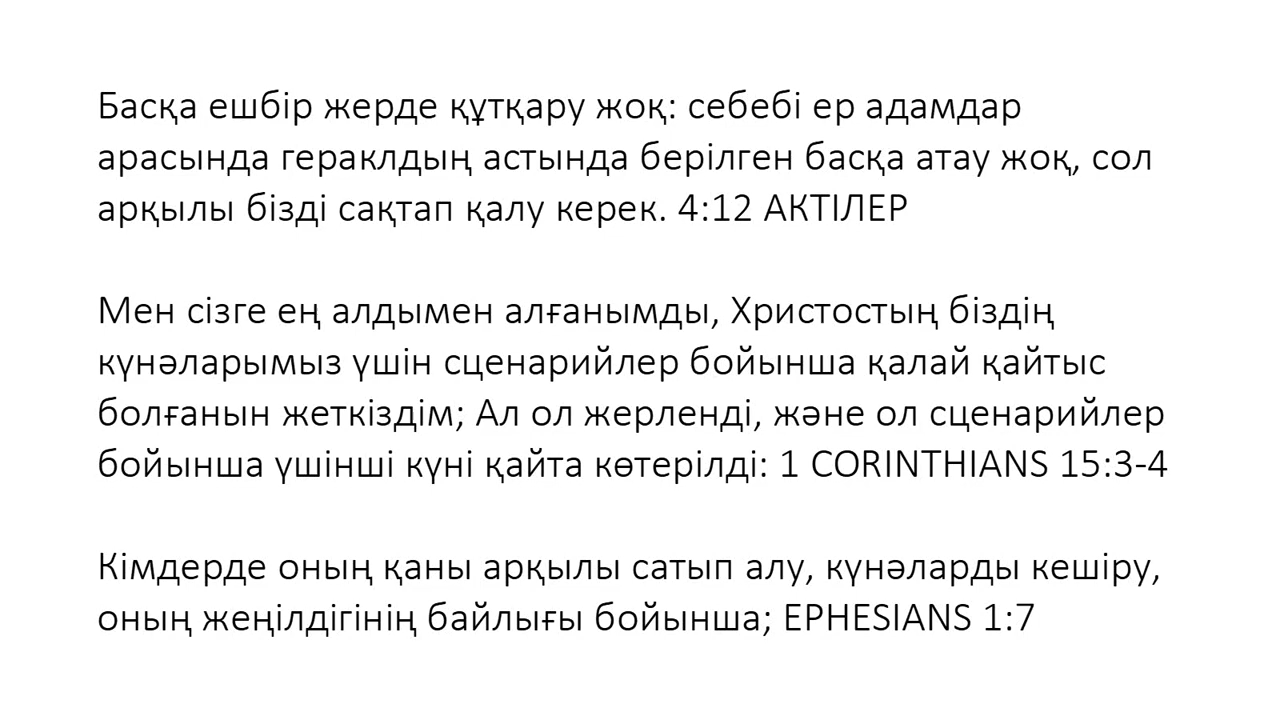 Басқа ешбір жерде құтқару жоқ: себебі ер адамдар
арасында гераклдың астында берілген басқа атау жоқ, сол
арқылы бізді сақтап қалу керек. 4:12 АКТІЛЕР
Мен сізге ең алдымен алғанымды, Христостың біздің
күнәларымыз үшін сценарийлер бойынша қалай қайтыс
болғанын жеткіздім; Ал ол жерленді, және ол сценарийлер
бойынша үшінші күні қайта көтерілді: 1 CORINTHIANS 15:3-4
Кімдерде оның қаны арқылы сатып алу, күнәларды кешіру,
оның жеңілдігінің байлығы бойынша; EPHESIANS 1:7